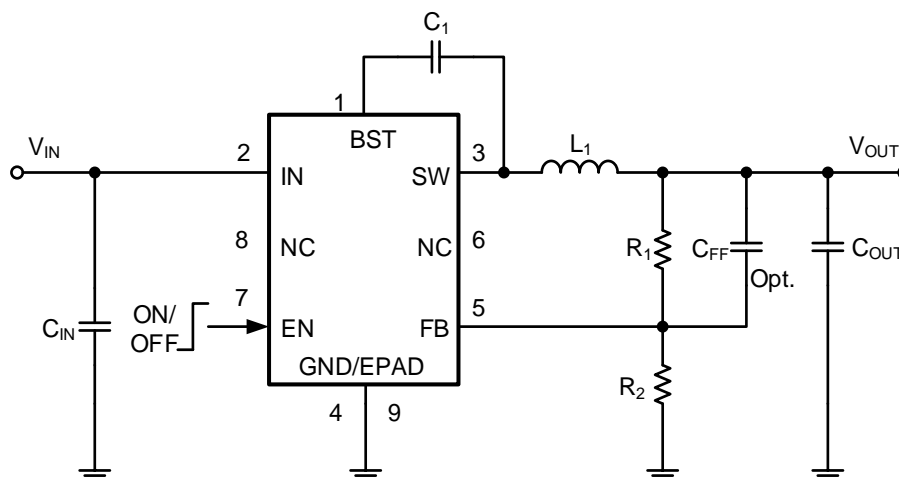 C1
1
BST
VIN
2
IN
SW
3
L1
VOUT
8
NC
NC
6
R1
CFF
Opt.
COUT
CIN
ON/
OFF
7
EN
FB
5
GND/EPAD
R2
4
9